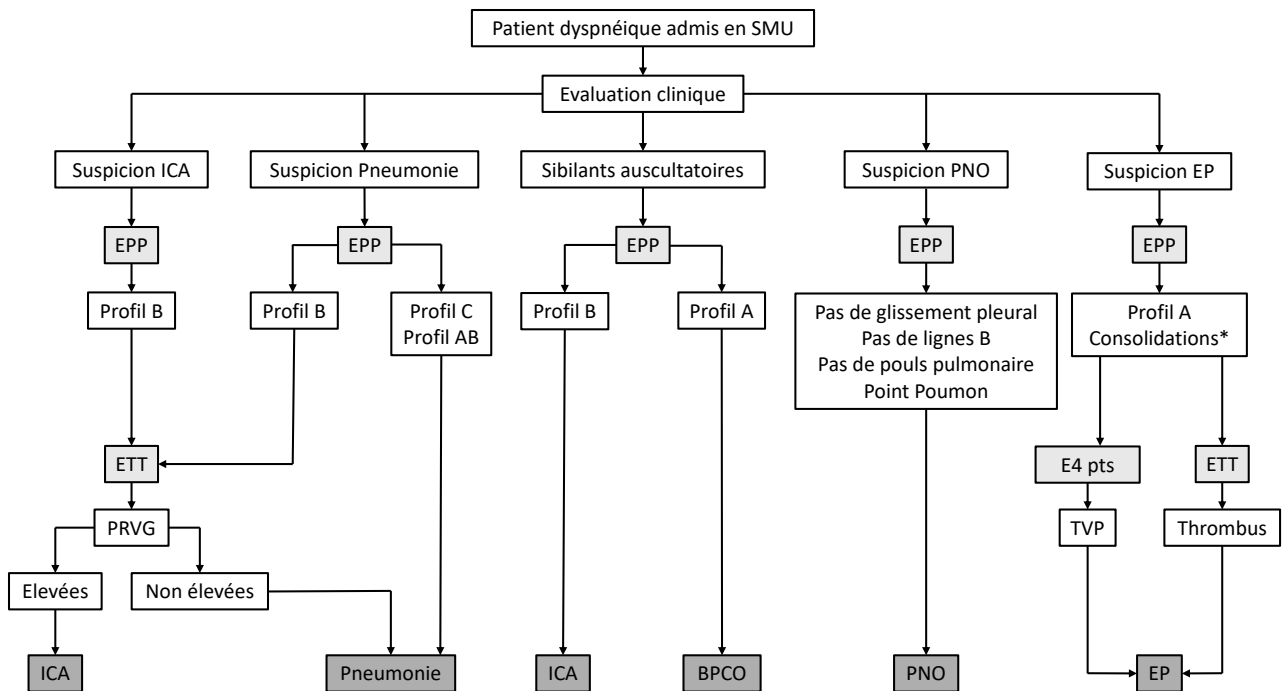 Patient dyspnéique admis en SMU
Evaluation clinique
Suspicion ICA
Suspicion Pneumonie
Sibilants auscultatoires
Suspicion PNO
Suspicion EP
EPP
EPP
EPP
EPP
EPP
Profil B
Profil B
Profil C
Profil AB
Profil B
Profil A
Pas de glissement pleural
Pas de lignes B
Pas de pouls pulmonaire
Point Poumon
Profil A
Consolidations*
ETT
E4 pts
ETT
PRVG
TVP
Thrombus
Elevées
Non élevées
ICA
Pneumonie
ICA
BPCO
PNO
EP